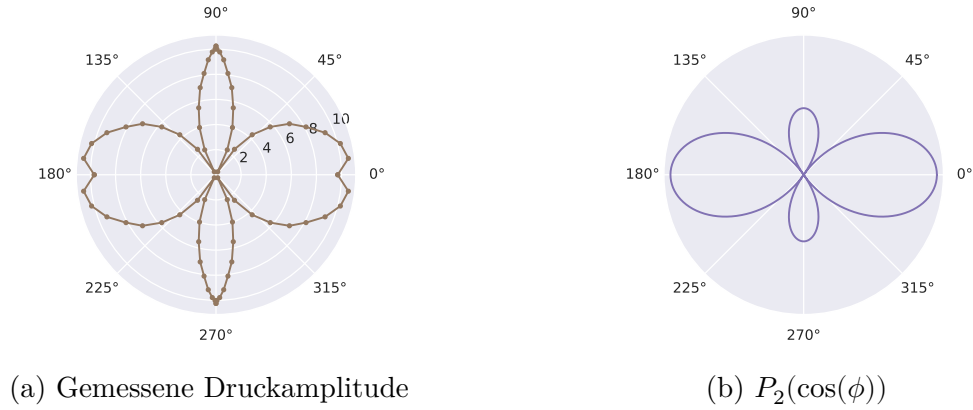 90° 90°
135° 45° 135° 45°
10
8
6
4
2
180° 0° 180° 0°
225° 315° 225° 315°
270° 270°
(a) Gemessene Druckamplitude
(b) P₂(cos(ϕ))